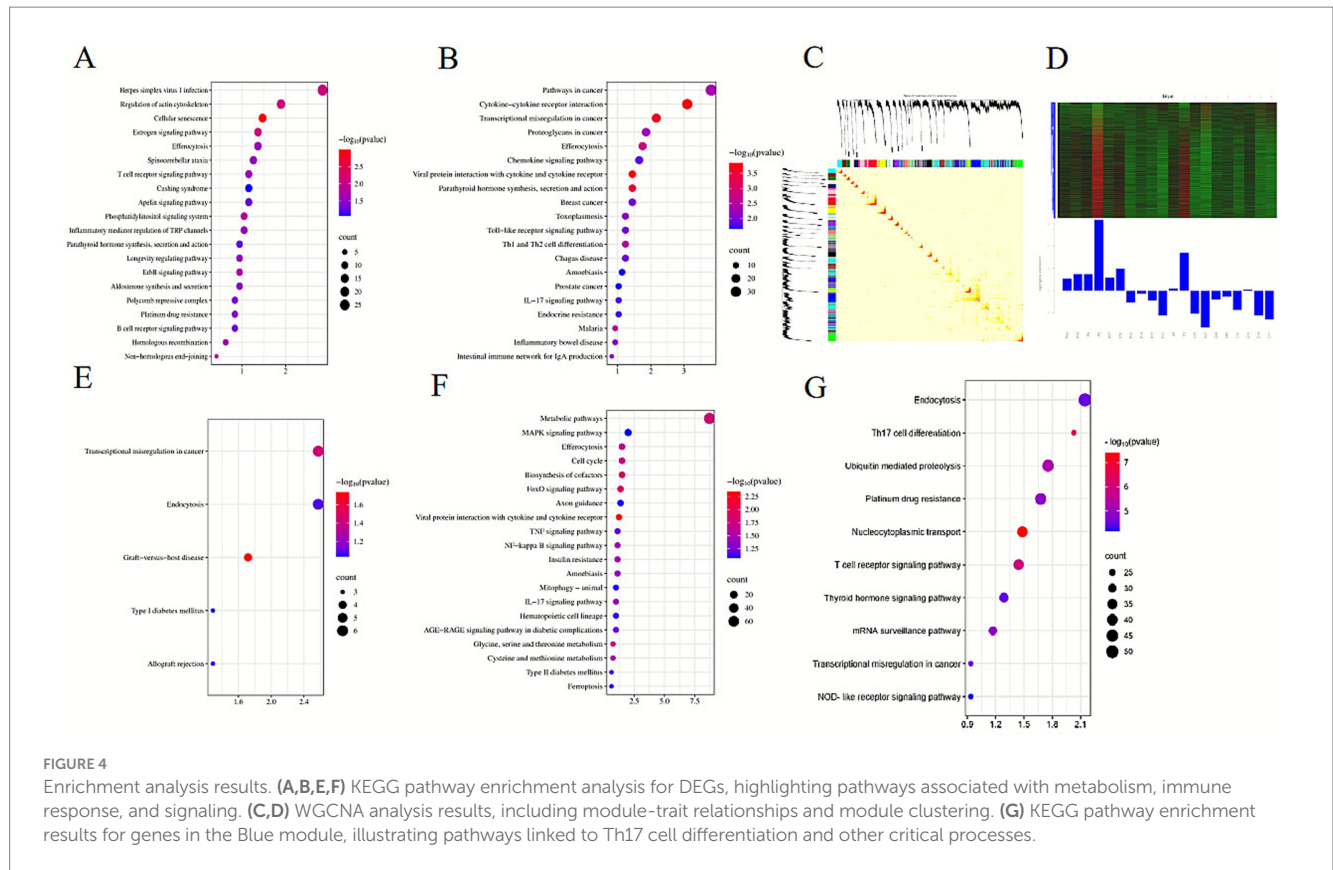 A
Herpes simplex virus 1 infection
Regulation of actin cytoskeleton
Cellular senescence
Estrogen signaling pathway
Efferocytosis
Spinocerebellar ataxia
T cell receptor signaling pathway
Cushing syndrome
Apelin signaling pathway
Phosphatidylinositol signaling system
Inflammatory mediator regulation of TRP channels
Parathyroid hormone synthesis, secretion and action
Longevity regulating pathway
ErbB signaling pathway
Aldosterone synthesis and secretion
Polycomb repressive complex
Platinum drug resistance
B cell receptor signaling pathway
Homologous recombination
Non-homologous end-joining
1 2
−log10(pvalue)
2.5
2.0
1.5
count
5
10
15
20
25
B
Pathways in cancer
Cytokine−cytokine receptor interaction
Transcriptional misregulation in cancer
Proteoglycans in cancer
Efferocytosis
Chemokine signaling pathway
Viral protein interaction with cytokine and cytokine receptor
Parathyroid hormone synthesis, secretion and action
Breast cancer
Toxoplasmosis
Toll−like receptor signaling pathway
Th1 and Th2 cell differentiation
Chagas disease
Amoebiasis
Prostate cancer
IL−17 signaling pathway
Endocrine resistance
Malaria
Inflammatory bowel disease
Intestinal immune network for IgA production
1 2 3
−log10(pvalue)
3.5
3.0
2.5
2.0
count
10
20
30
C
D
blue
E
Transcriptional misregulation in cancer
Endocytosis
Graft−versus−host disease
Type I diabetes mellitus
Allograft rejection
1.6 2.0 2.4
−log10(pvalue)
1.6
1.4
1.2
count
3
4
5
6
F
Metabolic pathways
MAPK signaling pathway
Efferocytosis
Cell cycle
Biosynthesis of cofactors
FoxO signaling pathway
Axon guidance
Viral protein interaction with cytokine and cytokine receptor
TNF signaling pathway
NF−kappa B signaling pathway
Insulin resistance
Amoebiasis
Mitophagy − animal
IL−17 signaling pathway
Hematopoietic cell lineage
AGE−RAGE signaling pathway in diabetic complications
Glycine, serine and threonine metabolism
Cysteine and methionine metabolism
Type II diabetes mellitus
Ferroptosis
2.5 5.0 7.5
−log10(pvalue)
2.25
2.00
1.75
1.50
1.25
count
20
40
60
G
Endocytosis
Th17 cell differentiation
Ubiquitin mediated proteolysis
Platinum drug resistance
Nucleocytoplasmic transport
T cell receptor signaling pathway
Thyroid hormone signaling pathway
mRNA surveillance pathway
Transcriptional misregulation in cancer
NOD- like receptor signaling pathway
0.9 1.2 1.5 1.8 2.1
- log10(pvalue)
7
6
5
count
25
30
35
40
45
50
FIGURE 4
Enrichment analysis results. (A,B,E,F) KEGG pathway enrichment analysis for DEGs, highlighting pathways associated with metabolism, immune
response, and signaling. (C,D) WGCNA analysis results, including module-trait relationships and module clustering. (G) KEGG pathway enrichment
results for genes in the Blue module, illustrating pathways linked to Th17 cell differentiation and other critical processes.